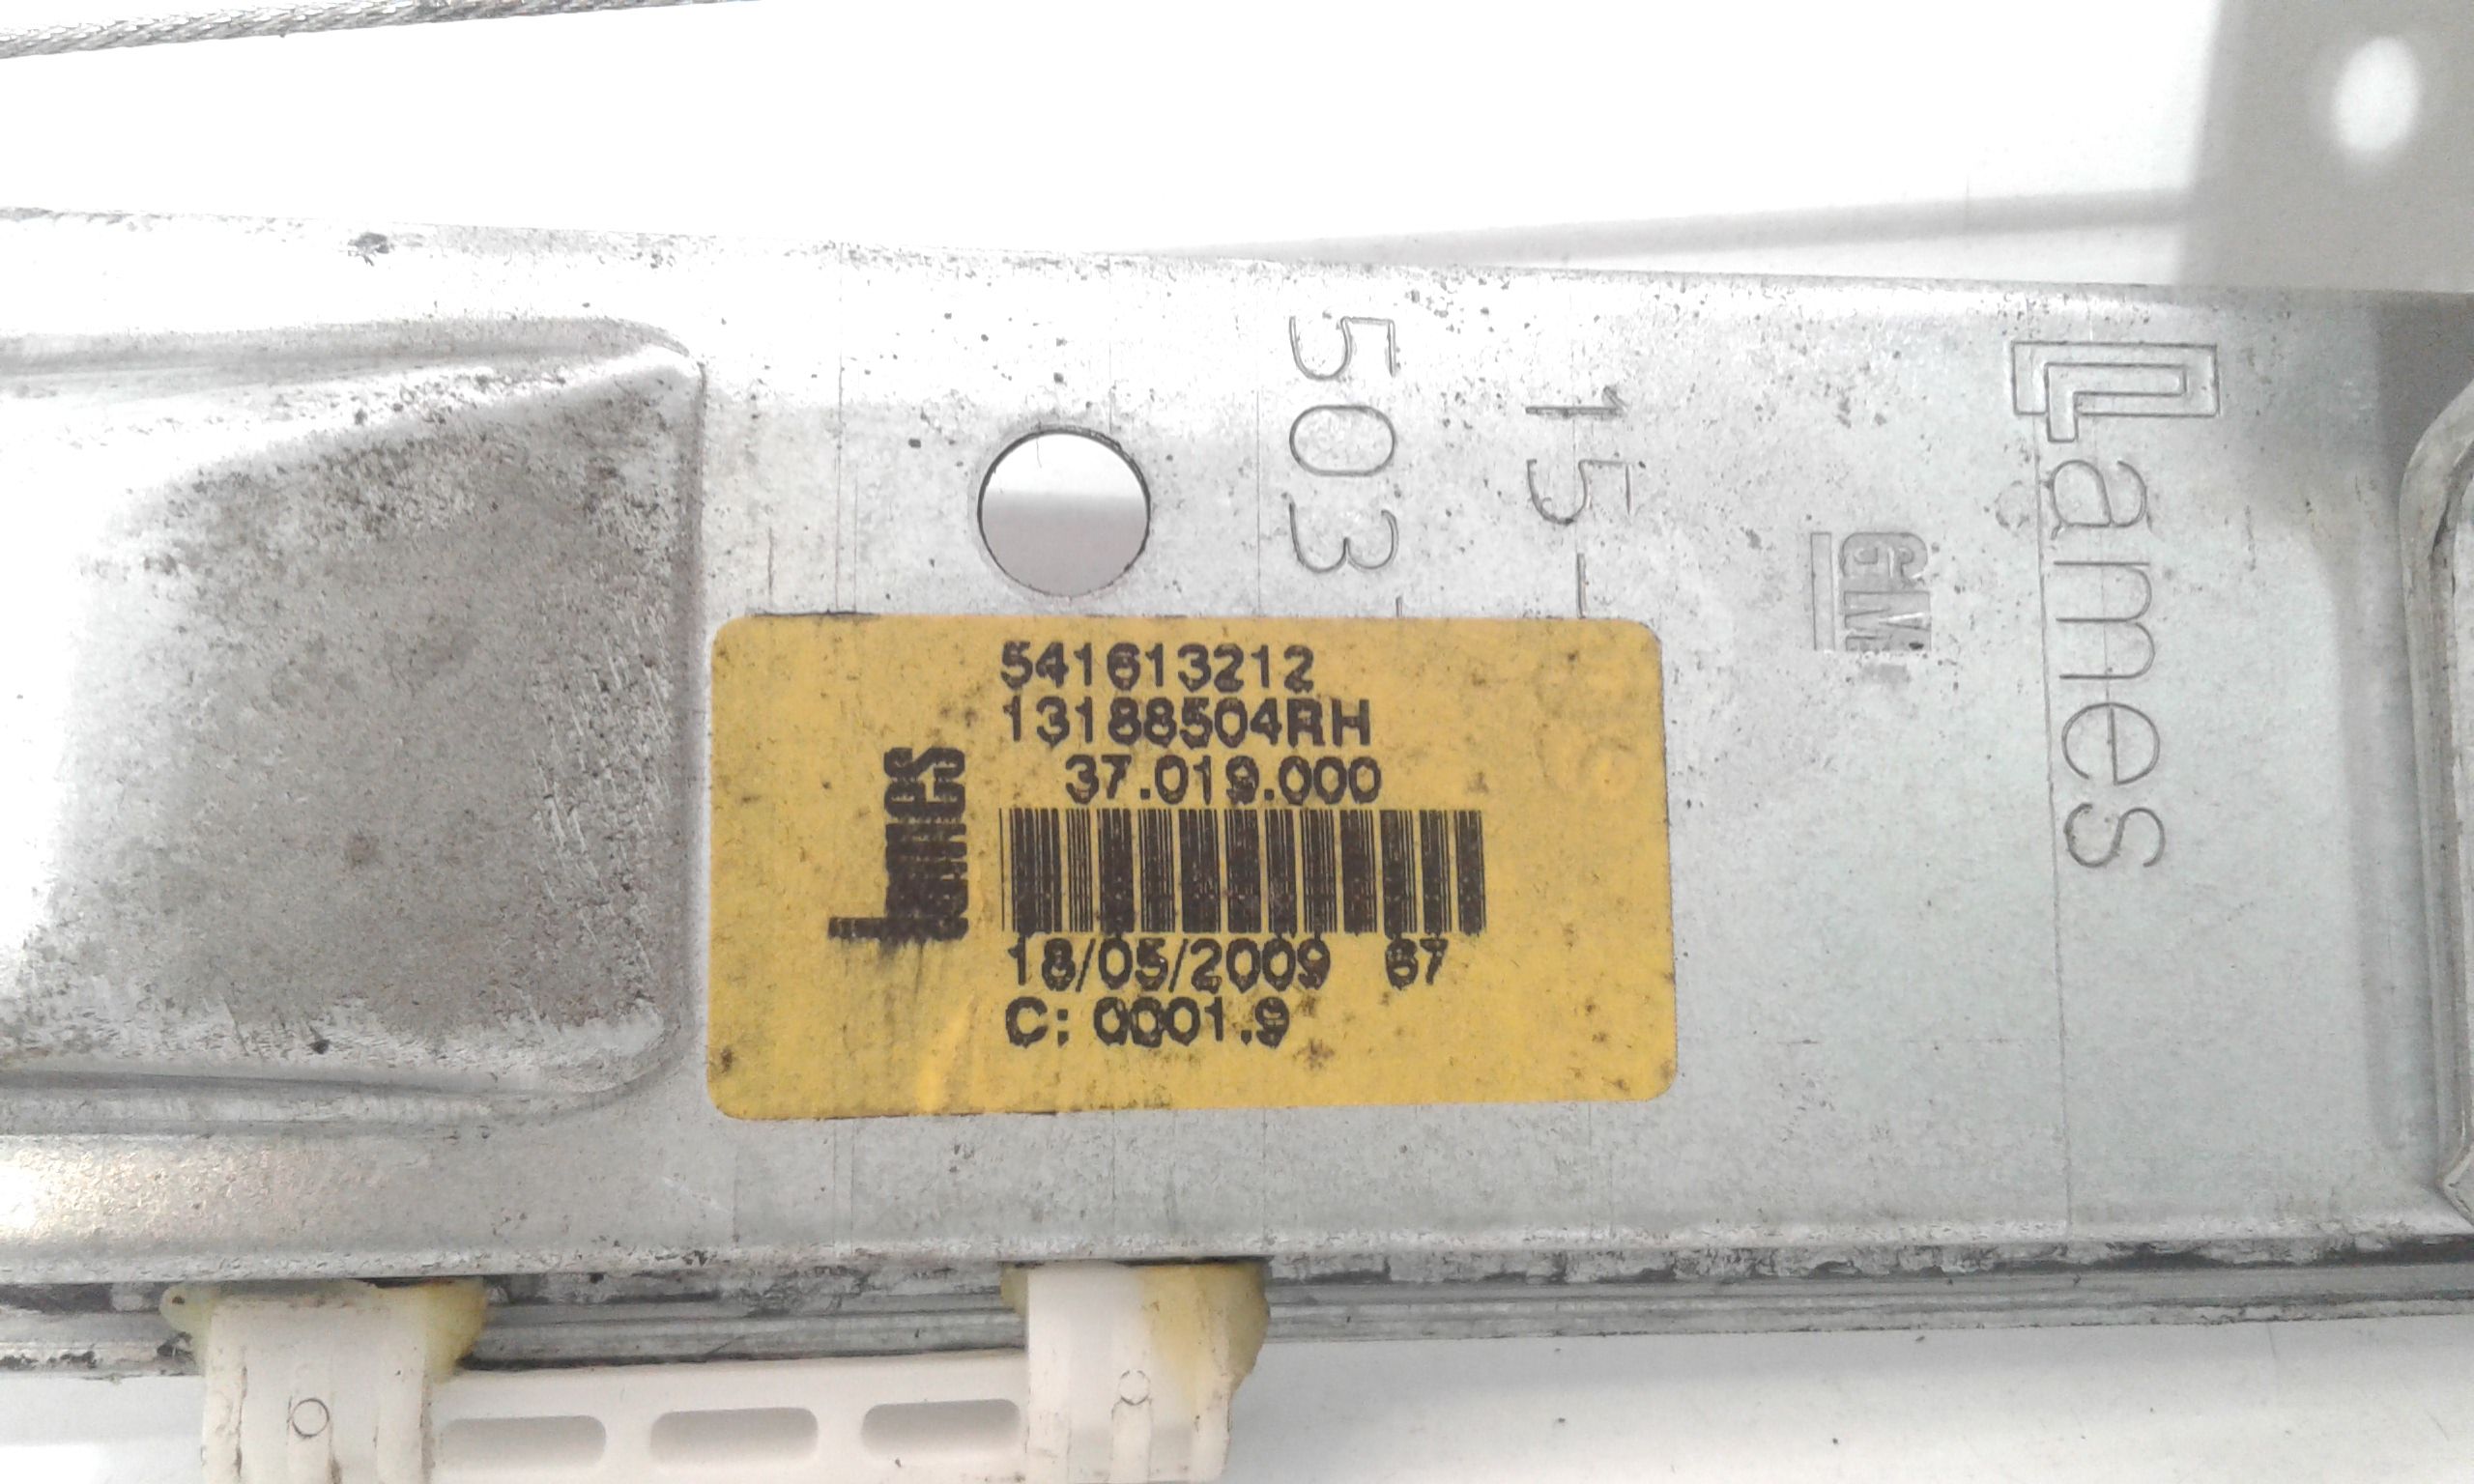 503
15
GM
Lames
Lames
541613212
13188504RH
37.019.000
18/05/2009 67
C: 0001.9